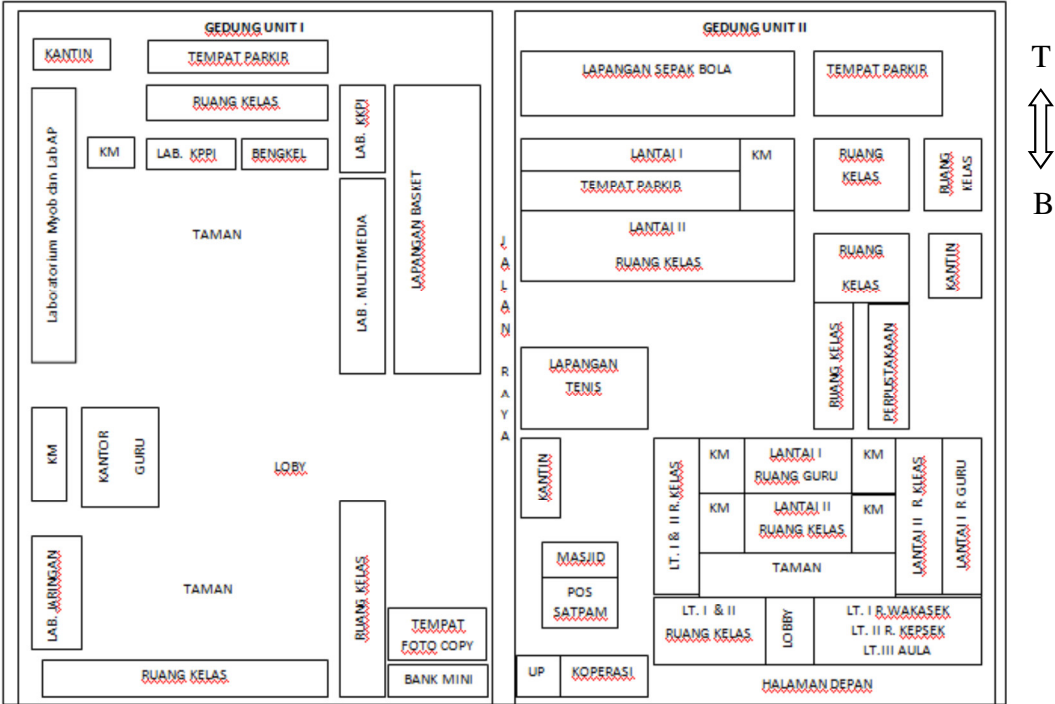 GEDUNG UNIT I
KANTIN
TEMPAT PARKIR
RUANG KELAS
LAB. KKPI
Laboratorium Myob dan Lab AP
KM
LAB. KPPI
BENGKEL
TAMAN
LAB. MULTIMEDIA
LAPANGAN BASKET
KM
KANTOR
GURU
LOBY
LAB. JARINGAN
TAMAN
RUANG KELAS
TEMPAT
FOTO COPY
RUANG KELAS
BANK MINI
JALAN RAYA
GEDUNG UNIT II
LAPANGAN SEPAK BOLA
TEMPAT PARKIR
LANTAI I
KM
TEMPAT PARKIR
LANTAI II
RUANG KELAS
RUANG
KELAS
RUANG
KELAS
RUANG
KELAS
KANTIN
RUANG KELAS
PERPUSTAKAAN
LAPANGAN
TENIS
KANTIN
LT. I & II R. KELAS
KM
LANTAI I
RUANG GURU
KM
KM
LANTAI II
RUANG KELAS
KM
LANTAI II R. KLEAS
LANTAI I R GURU
TAMAN
MASJID
POS
SATPAM
LT. I & II
RUANG KELAS
LOBBY
LT. I R.WAKASEK
LT. II R. KEPSEK
LT.III AULA
UP
KOPERASI
HALAMAN DEPAN
T
B